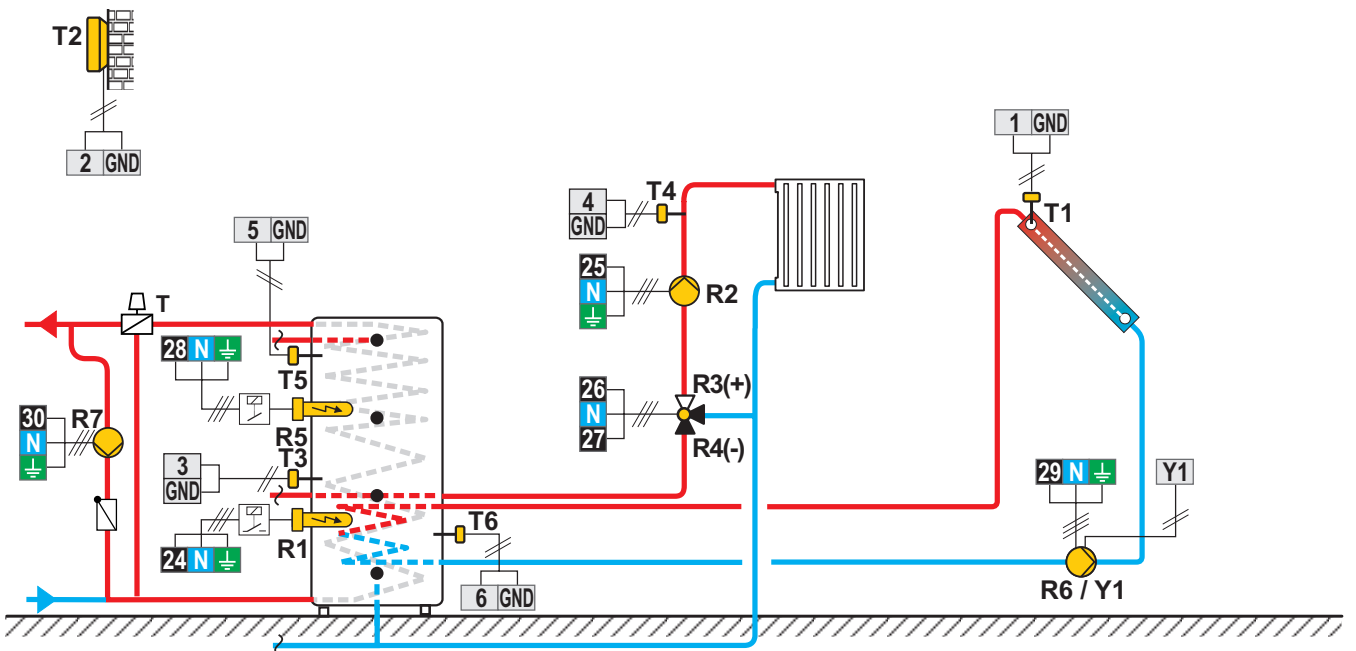 T2
2 GND
1 GND
T1
4
GND
T4
5 GND
25
N
R2
T
28 N
T5
26
N
27
R3(+)
R4(-)
30
N
R7
R5
T3
3
GND
29 N
Y1
T6
24 N
R1
6 GND
R6 / Y1